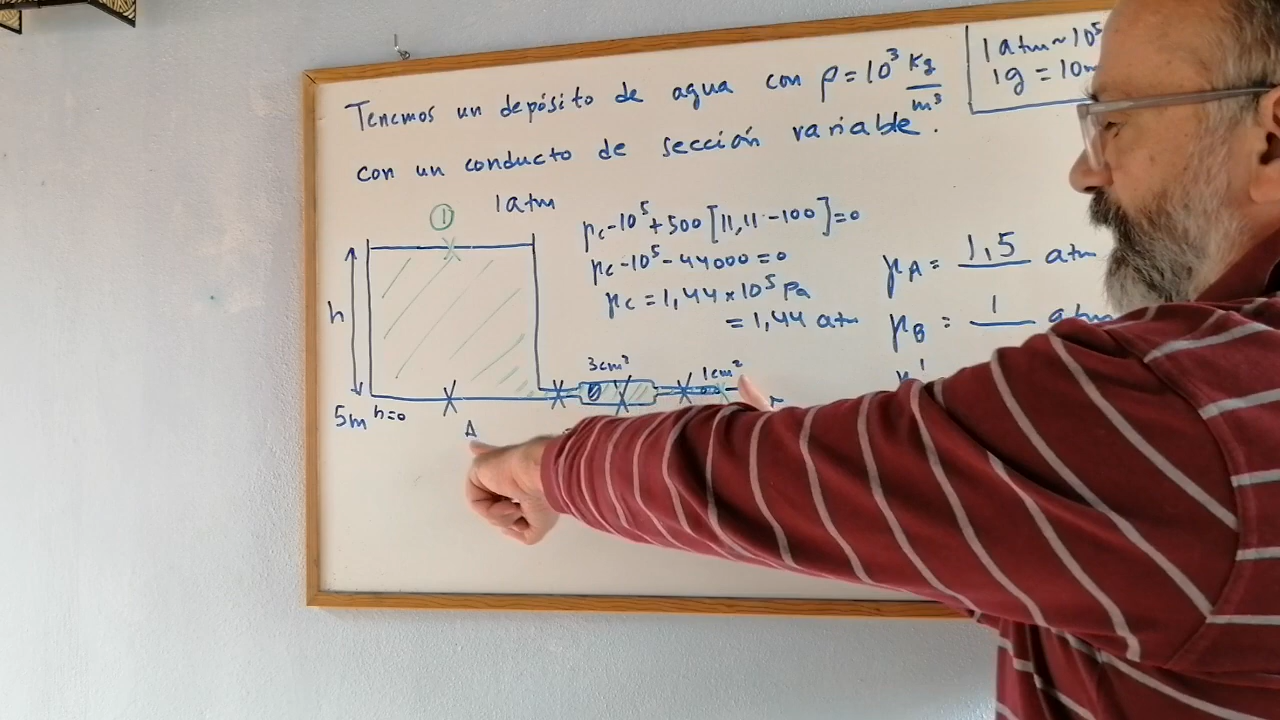 Tenemos un depósito de agua con ρ = 10³ kg/m³
con un conducto de sección variable.
1 atm ~ 10⁵
1g = 10
① 1 atm
h
5m h=0
A
3cm² 1cm²
pc - 10⁵ + 500 [11,11 - 100] = 0
pc - 10⁵ - 44000 = 0
pc = 1,44 × 10⁵ Pa
= 1,44 atm
pA = 1,5 atm
pB = 1 atm